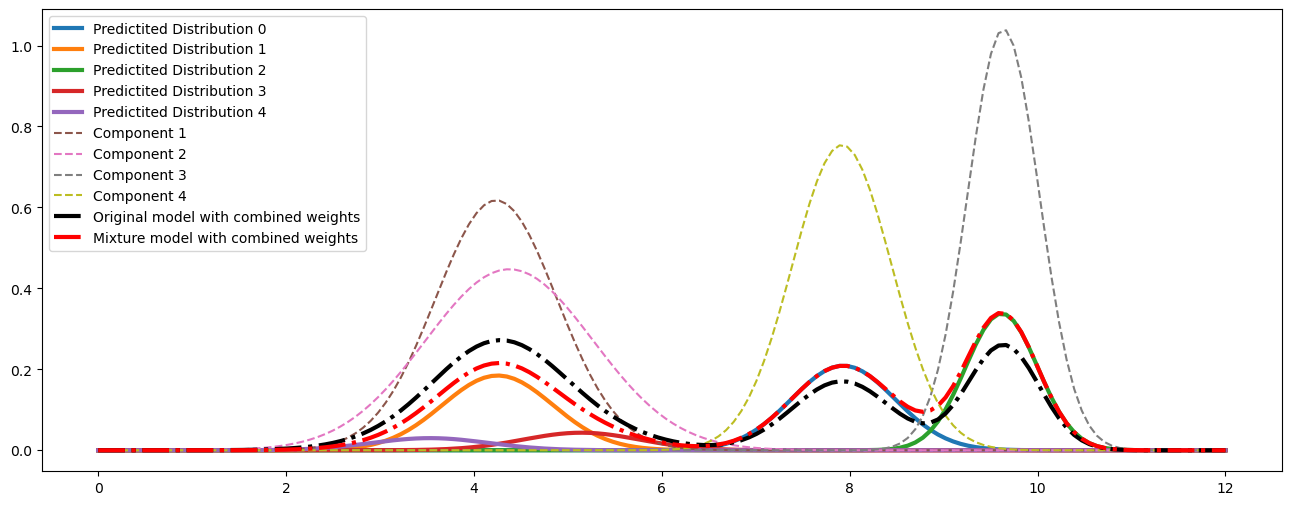 Predictited Distribution 0
Predictited Distribution 1
Predictited Distribution 2
Predictited Distribution 3
Predictited Distribution 4
Component 1
Component 2
Component 3
Component 4
Original model with combined weights
Mixture model with combined weights
1.0
0.8
0.6
0.4
0.2
0.0
0 2 4 6 8 10 12